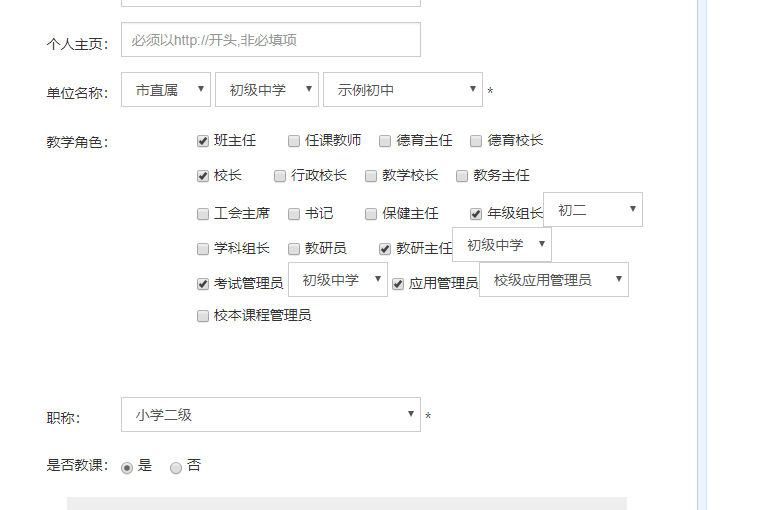 个人主页： 必须以http://开头,非必填项
单位名称： 市直属 初级中学 示例初中 *
教学角色： 班主任 任课教师 德育主任 德育校长
校长 行政校长 教学校长 教务主任
工会主席 书记 保健主任 年级组长 初二
学科组长 教研员 教研主任 初级中学
考试管理员 初级中学 应用管理员 校级应用管理员
校本课程管理员
职称： 小学二级 *
是否教课： 是 否